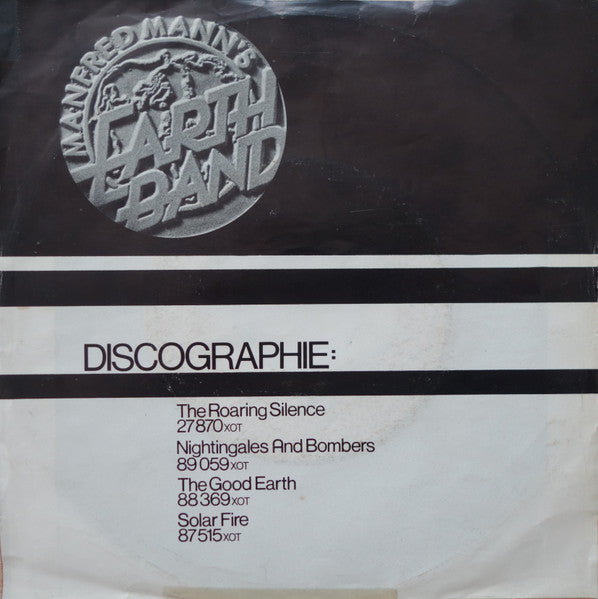 MANFRED MANN'S
EARTH
BAND
DISCOGRAPHIE:
The Roaring Silence
27 870 XOT
Nightingales And Bombers
89 059 XOT
The Good Earth
88 369 XOT
Solar Fire
87 515 XOT